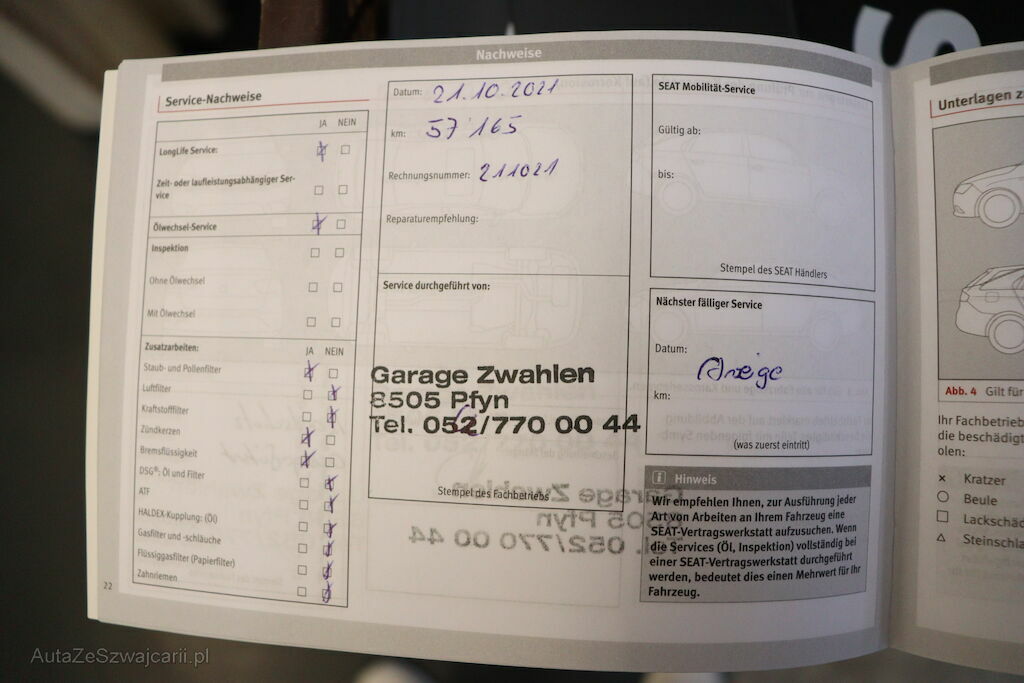 Nachweise
Service-Nachweise
JA NEIN
LongLife Service:
Zeit- oder laufleistungsabhängiger Ser-
vice
Ölwechsel-Service
Inspektion
Ohne Ölwechsel
Mit Ölwechsel
Zusatzarbeiten: JA NEIN
Staub- und Pollenfilter
Luftfilter
Kraftstofffilter
Zündkerzen
Bremsflüssigkeit
DSG®: Öl und Filter
ATF
HALDEX-Kupplung: (Öl)
Gasfilter und -schläuche
Flüssiggasfilter (Papierfilter)
Zahnriemen
22
Datum: 21.10.2021
km: 57'165
Rechnungsnummer: 211021
Reparaturempfehlung:
Service durchgeführt von:
Garage Zwahlen
8505 Pfyn
Tel. 052/770 00 44
Stempel des Fachbetriebs
SEAT Mobilität-Service
Gültig ab:
bis:
Stempel des SEAT Händlers
Nächster fälliger Service
Datum:
Anzeige
km:
(was zuerst eintritt)
i Hinweis
Wir empfehlen Ihnen, zur Ausführung jeder
Art von Arbeiten an Ihrem Fahrzeug eine
SEAT-Vertragswerkstatt aufzusuchen. Wenn
die Services (Öl, Inspektion) vollständig bei
einer SEAT-Vertragswerkstatt durchgeführt
werden, bedeutet dies einen Mehrwert für Ihr
Fahrzeug.
Unterlagen z
Abb. 4 Gilt für
Ihr Fachbetrieb
die beschädigt
olen:
× Kratzer
Beule
Lackschäd
Steinschla
AutaZeSzwajcarii.pl